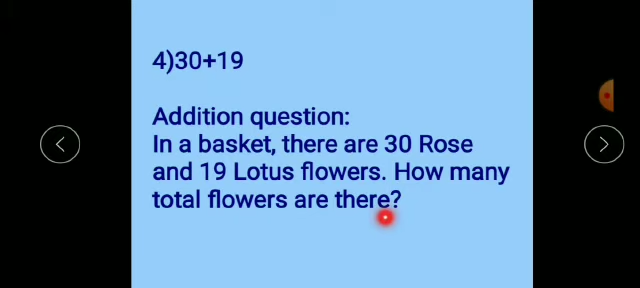 4)30+19
Addition question:
In a basket, there are 30 Rose
and 19 Lotus flowers. How many
total flowers are there?